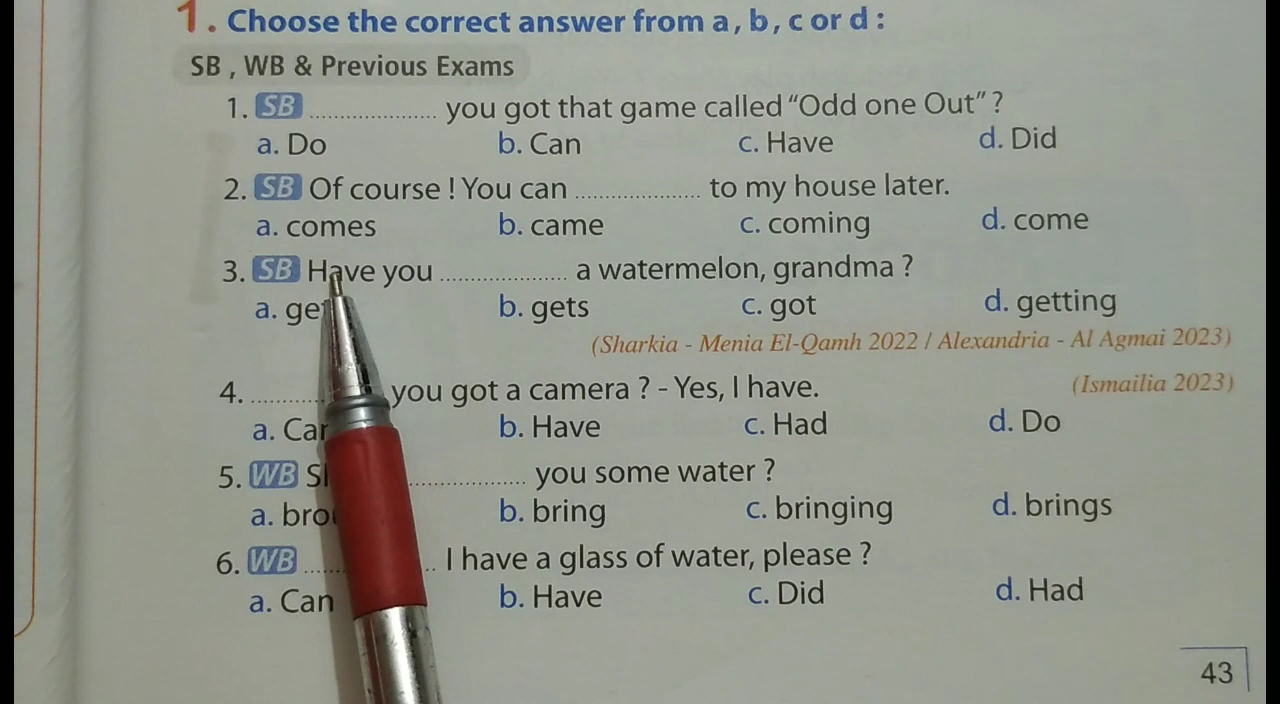 1. Choose the correct answer from a, b, c or d :
SB , WB & Previous Exams
1. SB ..................... you got that game called “Odd one Out” ?
a. Do b. Can c. Have d. Did
2. SB Of course ! You can ..................... to my house later.
a. comes b. came c. coming d. come
3. SB Have you ..................... a watermelon, grandma ?
a. b. gets c. got d. getting
(Sharkia - Menia El-Qamh 2022 / Alexandria - Al Agmai 2023)
4. ............ you got a camera ? - Yes, I have. (Ismailia 2023)
a. b. Have c. Had d. Do
5. WB ................... you some water ?
a. b. bring c. bringing d. brings
6. WB ........ .. I have a glass of water, please ?
a. Can b. Have c. Did d. Had
43